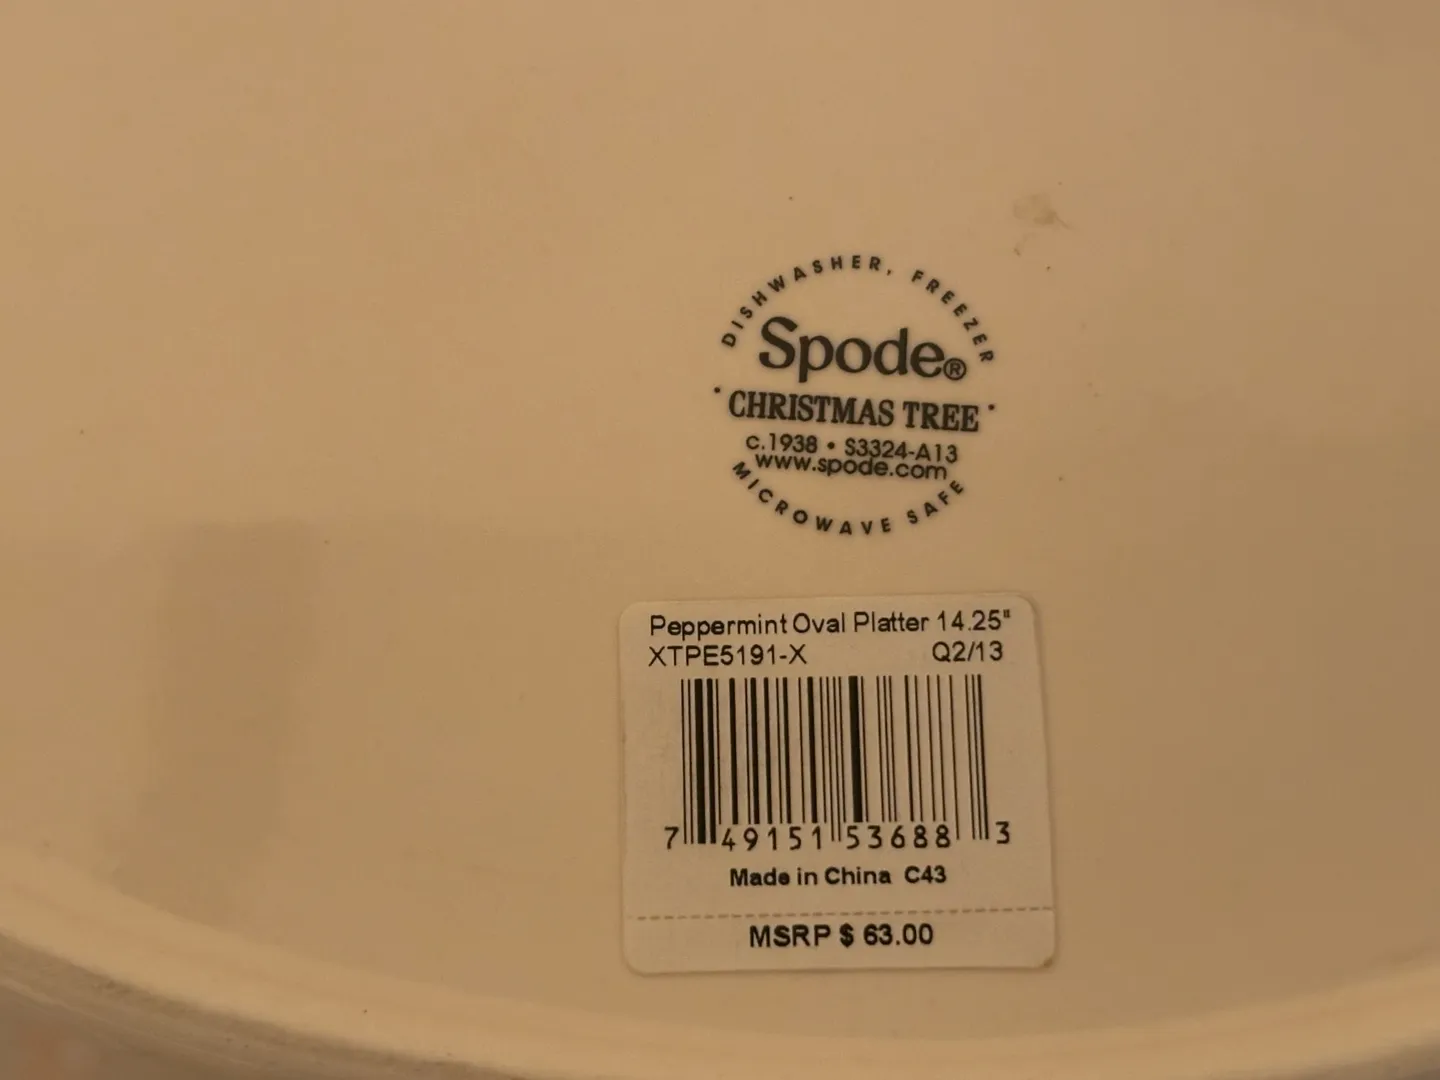 DISHWASHER, FREEZER
Spode®
· CHRISTMAS TREE ·
c.1938 • S3324-A13
www.spode.com
MICROWAVE SAFE
Peppermint Oval Platter 14.25"
XTPE5191-X Q2/13
7 49151 53688 3
Made in China C43
MSRP $ 63.00